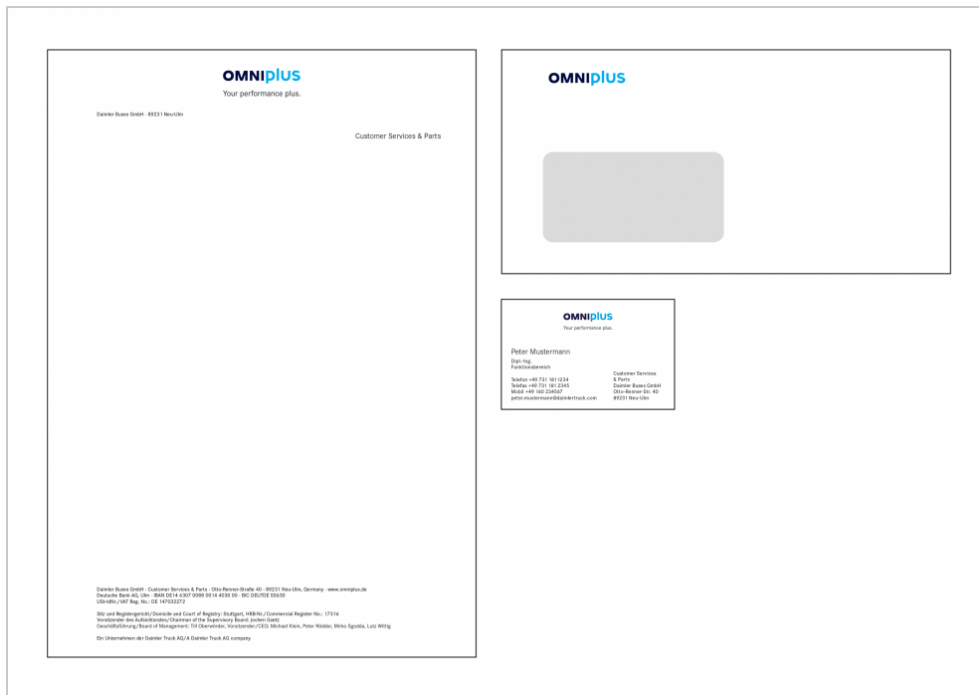 OMNIplus
Your performance plus.
Daimler Buses GmbH · 89231 Neu-Ulm
Customer Services & Parts
Daimler Buses GmbH · Customer Services & Parts · Otto-Renner-Straße 40 · 89231 Neu-Ulm, Germany · www.omniplus.de
Deutsche Bank AG, Ulm · IBAN DE14 6307 0088 0014 4030 00 · BIC DEUTDE
USt-IdNr./VAT Reg. No.: DE 147032272
Sitz und Registergericht/Domicile and Court of Registry: Stuttgart, HRB-Nr./Commercial Register No.: 17316
Vorsitzender des Aufsichtsrates/Chairman of the Supervisory Board: Jochen Goetz
Geschäftsführung/Board of Management: Till Oberwörder, Vorsitzender/CEO; Michael Klein, Peter Rädder, Mirko Sgodda, Lutz Wittig
Ein Unternehmen der Daimler Truck AG/A Daimler Truck AG company
OMNIplus
OMNIplus
Your performance plus.
Peter Mustermann
Dipl.-Ing.
Funktionsbereich
Telefon +49 731 181 1234
Telefax +49 731 181 2345
Mobil +49 160 234567
peter.mustermann@daimlertruck.com
Customer Services
& Parts
Daimler Buses GmbH
Otto-Renner-Str. 40
89231 Neu-Ulm